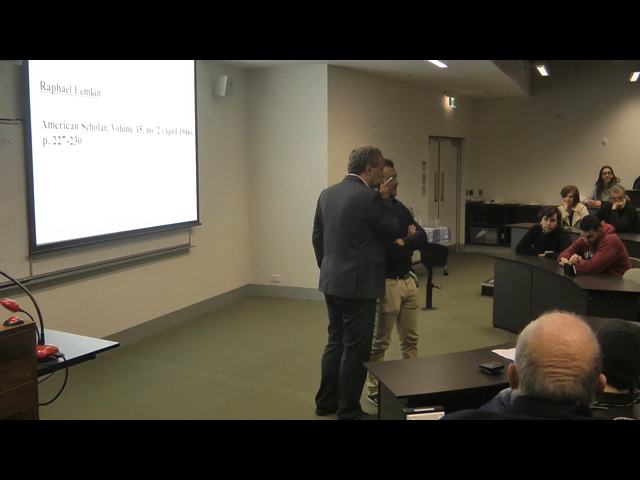 Raphael Lemkin
American Scholar, Volume 15, no. 2 (April 1946),
p. 227-230